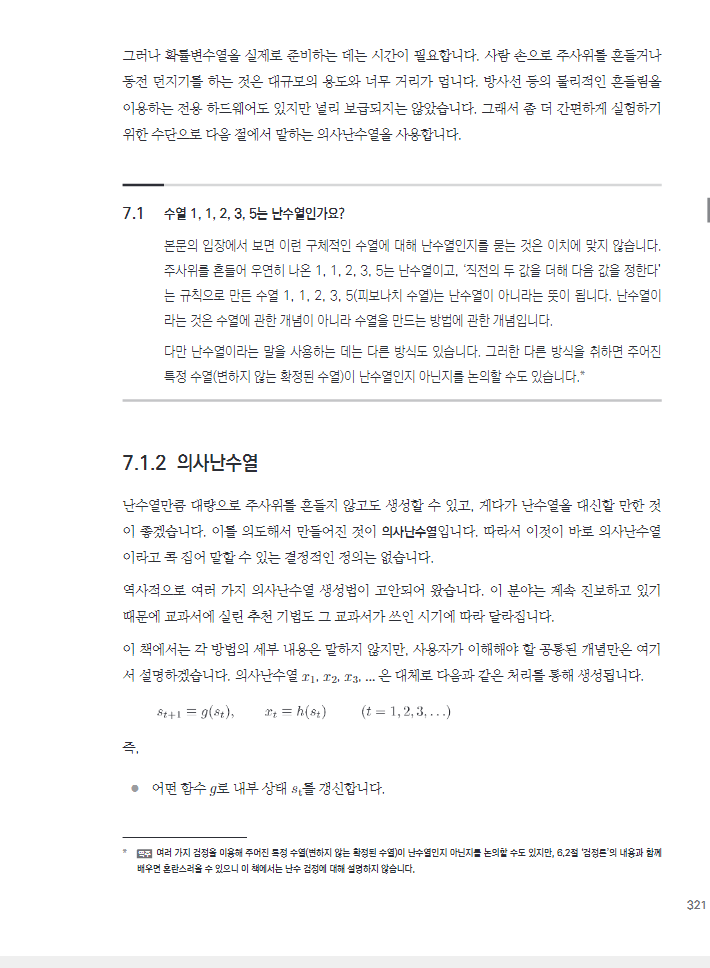 그러나 확률변수열을 실제로 준비하는 데는 시간이 필요합니다. 사람 손으로 주사위를 흔들거나
동전 던지기를 하는 것은 대규모의 용도와 너무 거리가 멉니다. 방사선 등의 물리적인 흔들림을
이용하는 전용 하드웨어도 있지만 널리 보급되지는 않았습니다. 그래서 좀 더 간편하게 실험하기
위한 수단으로 다음 절에서 말하는 의사난수열을 사용합니다.
7.1 수열 1, 1, 2, 3, 5는 난수열인가요?
본문의 입장에서 보면 이런 구체적인 수열에 대해 난수열인지를 묻는 것은 이치에 맞지 않습니다.
주사위를 흔들어 우연히 나온 1, 1, 2, 3, 5는 난수열이고, ‘직전의 두 값을 더해 다음 값을 정한다’
는 규칙으로 만든 수열 1, 1, 2, 3, 5(피보나치 수열)는 난수열이 아니라는 뜻이 됩니다. 난수열이
라는 것은 수열에 관한 개념이 아니라 수열을 만드는 방법에 관한 개념입니다.
다만 난수열이라는 말을 사용하는 데는 다른 방식도 있습니다. 그러한 다른 방식을 취하면 주어진
특정 수열(변하지 않는 확정된 수열)이 난수열인지 아닌지를 논의할 수도 있습니다.*
7.1.2 의사난수열
난수열만큼 대량으로 주사위를 흔들지 않고도 생성할 수 있고, 게다가 난수열을 대신할 만한 것
이 좋겠습니다. 이를 의도해서 만들어진 것이 의사난수열입니다. 따라서 이것이 바로 의사난수열
이라고 콕 집어 말할 수 있는 결정적인 정의는 없습니다.
역사적으로 여러 가지 의사난수열 생성법이 고안되어 왔습니다. 이 분야는 계속 진보하고 있기
때문에 교과서에 실린 추천 기법도 그 교과서가 쓰인 시기에 따라 달라집니다.
이 책에서는 각 방법의 세부 내용은 말하지 않지만, 사용자가 이해해야 할 공통된 개념만은 여기
서 설명하겠습니다. 의사난수열 x₁, x₂, x₃, ... 은 대체로 다음과 같은 처리를 통해 생성됩니다.
sₜ₊₁ ≡ g(sₜ), xₜ ≡ h(sₜ) (t = 1, 2, 3, . . .)
즉,
● 어떤 함수 g로 내부 상태 sₜ를 갱신합니다.
* 역주 여러 가지 검정을 이용해 주어진 특정 수열(변하지 않는 확정된 수열)이 난수열인지 아닌지를 논의할 수도 있지만, 6.2절 ‘검정론’의 내용과 함께
배우면 혼란스러울 수 있으니 이 책에서는 난수 검정에 대해 설명하지 않습니다.
321